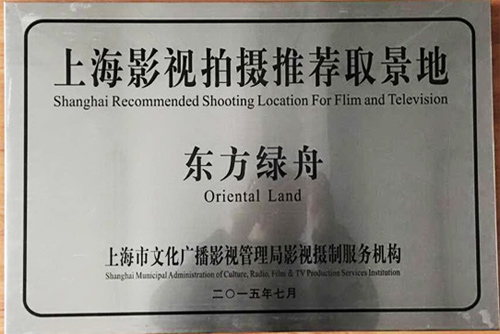 上海影视拍摄推荐取景地
Shanghai Recommended Shooting Location For Flim and Television
东方绿舟
Oriental Land
上海市文化广播影视管理局影视摄制服务机构
Shanghai Municipal Administration of Culture, Radio, Film & TV Production Services Institution
二〇一五年七月